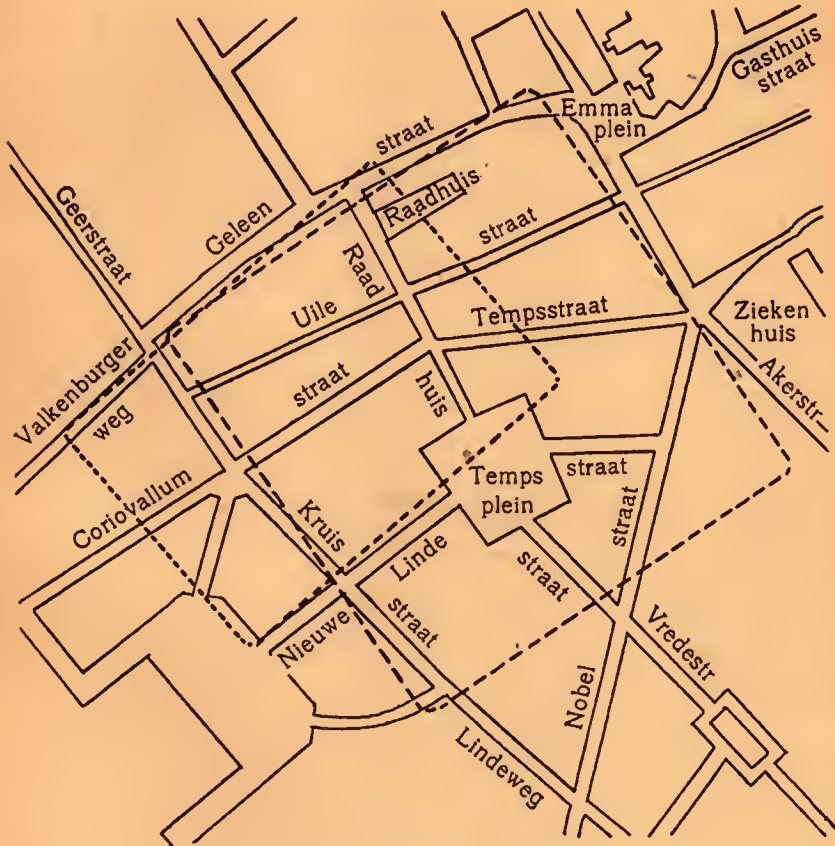 Gasthuis
straat
Emma
plein
straat
Raadhuis
Geerstraat
Geleen
straat
Raad
Uile
Tempsstraat
Zieken
huis
Valkenburger
weg
straat
huis
Akerstr.
Temps
plein
straat
Coriovallum
Kruis
Linde
straat
straat
straat
Nieuwe
Vredestr
Nobel
Lindeweg